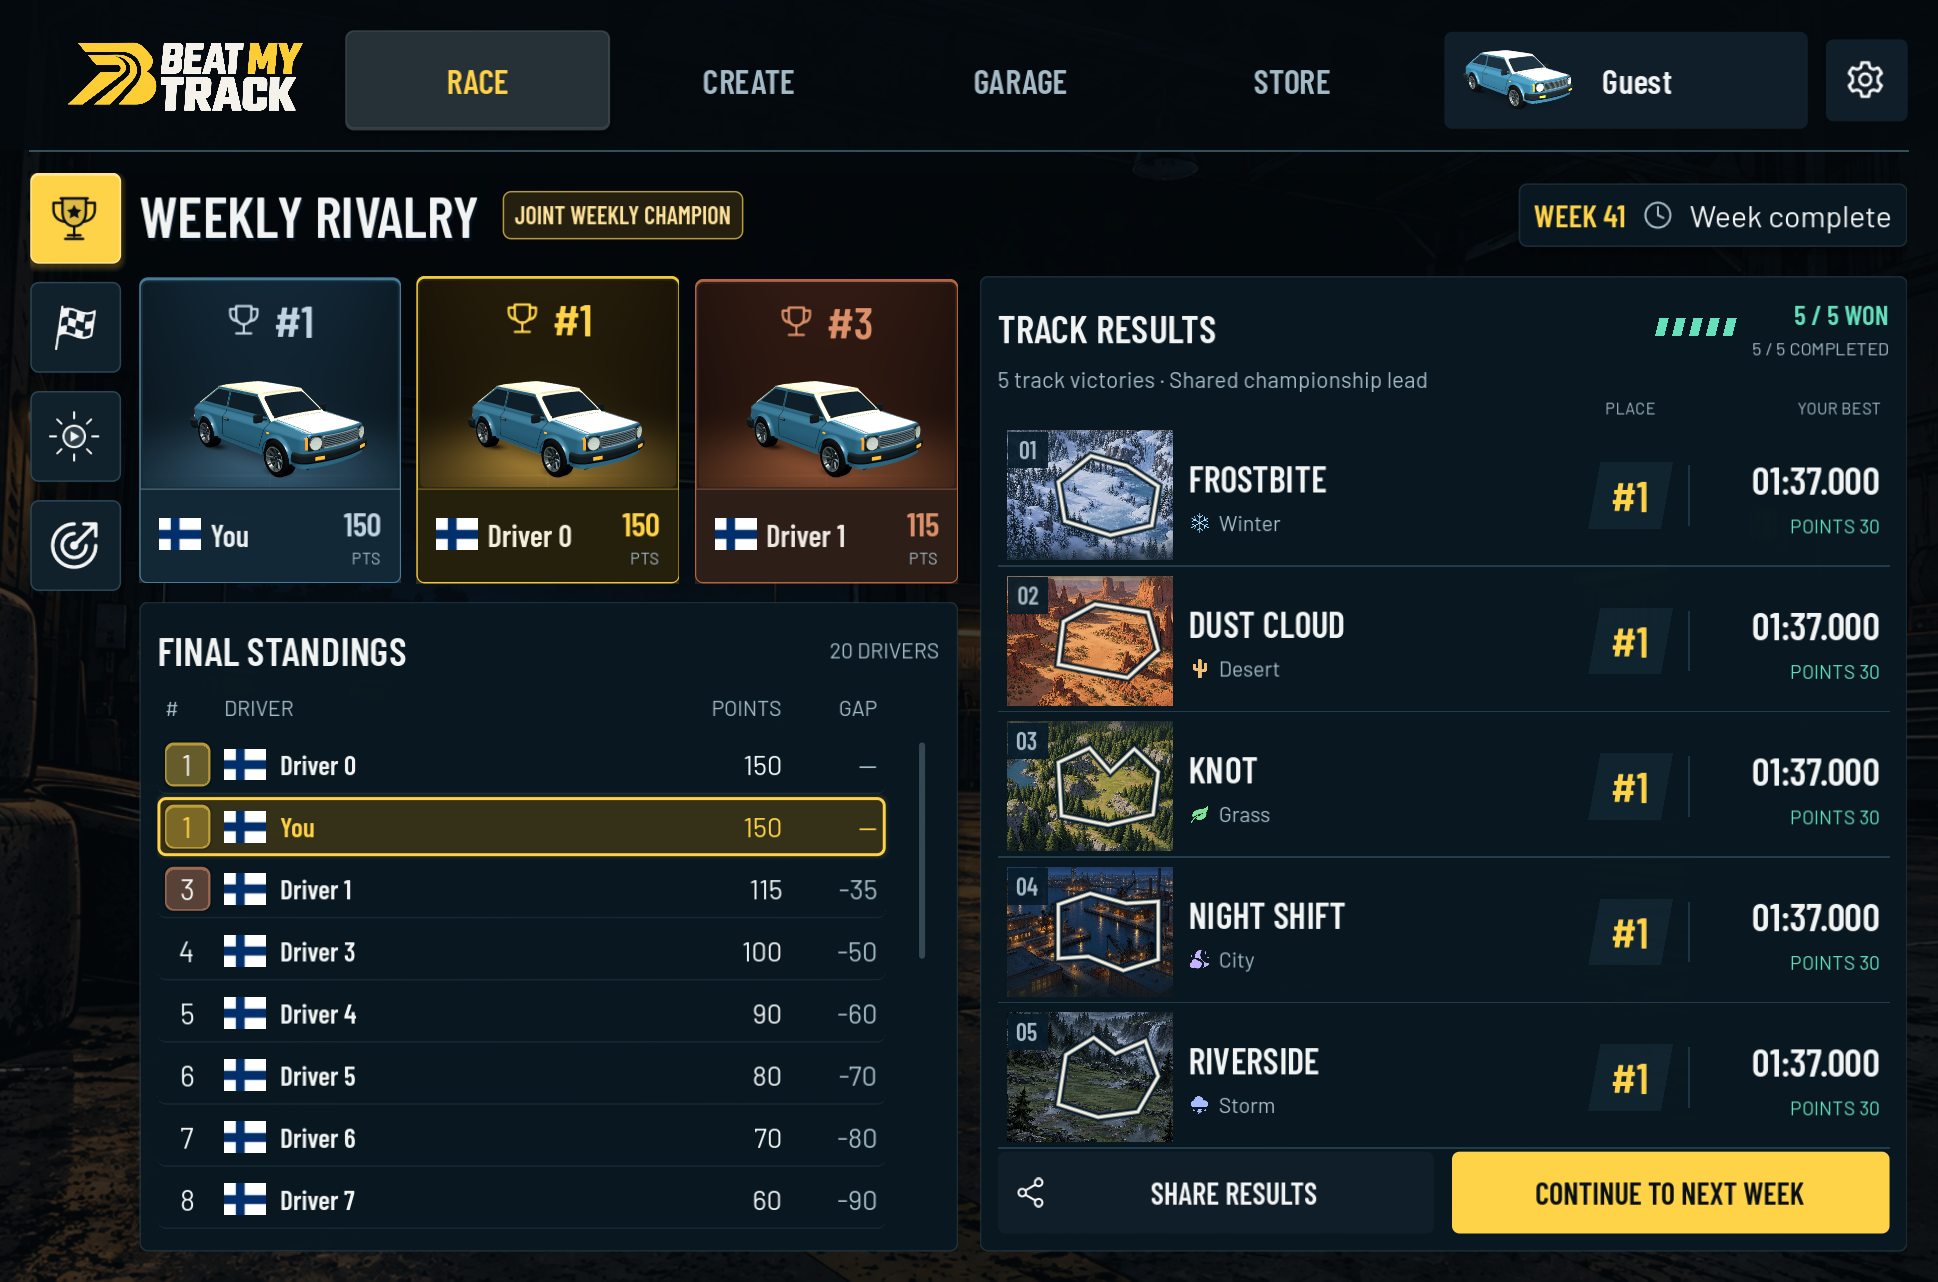 BEAT MY
TRACK
RACE
CREATE
GARAGE
STORE
Guest
WEEKLY RIVALRY
JOINT WEEKLY CHAMPION
WEEK 41
Week complete
#1
You
150
PTS
#1
Driver 0
150
PTS
#3
Driver 1
115
PTS
FINAL STANDINGS
20 DRIVERS
# DRIVER POINTS GAP
1 Driver 0 150 –
1 You 150 –
3 Driver 1 115 -35
4 Driver 3 100 -50
5 Driver 4 90 -60
6 Driver 5 80 -70
7 Driver 6 70 -80
8 Driver 7 60 -90
TRACK RESULTS
5 / 5 WON
5 / 5 COMPLETED
5 track victories · Shared championship lead
PLACE YOUR BEST
01
FROSTBITE
Winter
#1
01:37.000
POINTS 30
02
DUST CLOUD
Desert
#1
01:37.000
POINTS 30
03
KNOT
Grass
#1
01:37.000
POINTS 30
04
NIGHT SHIFT
City
#1
01:37.000
POINTS 30
05
RIVERSIDE
Storm
#1
01:37.000
POINTS 30
SHARE RESULTS
CONTINUE TO NEXT WEEK